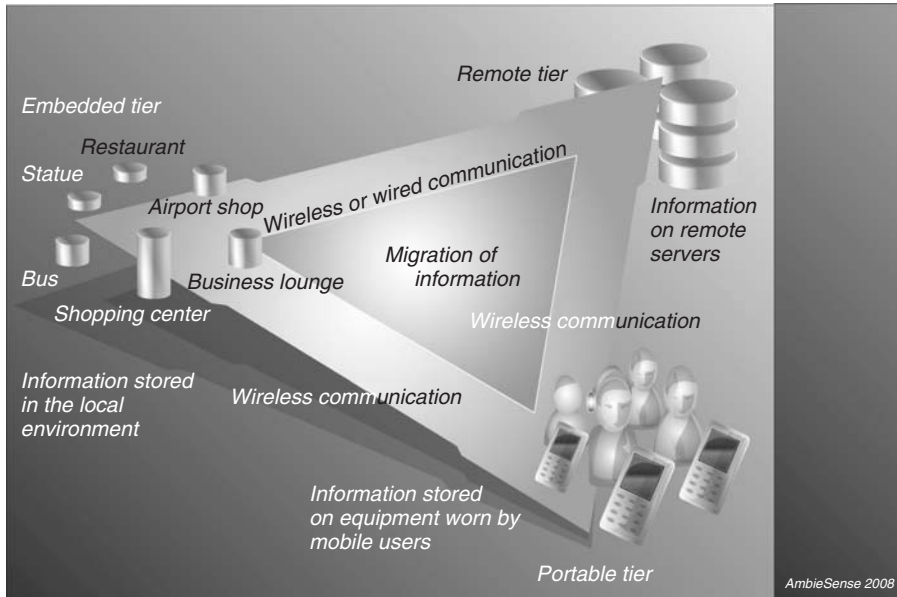 Remote tier
Embedded tier
Restaurant
Statue
Airport shop
Wireless or wired communication
Information
on remote
servers
Migration of
information
Bus
Business lounge
Shopping center
Wireless communication
Information stored
in the local
environment
Wireless communication
Information stored
on equipment worn by
mobile users
Portable tier
AmbieSense 2008